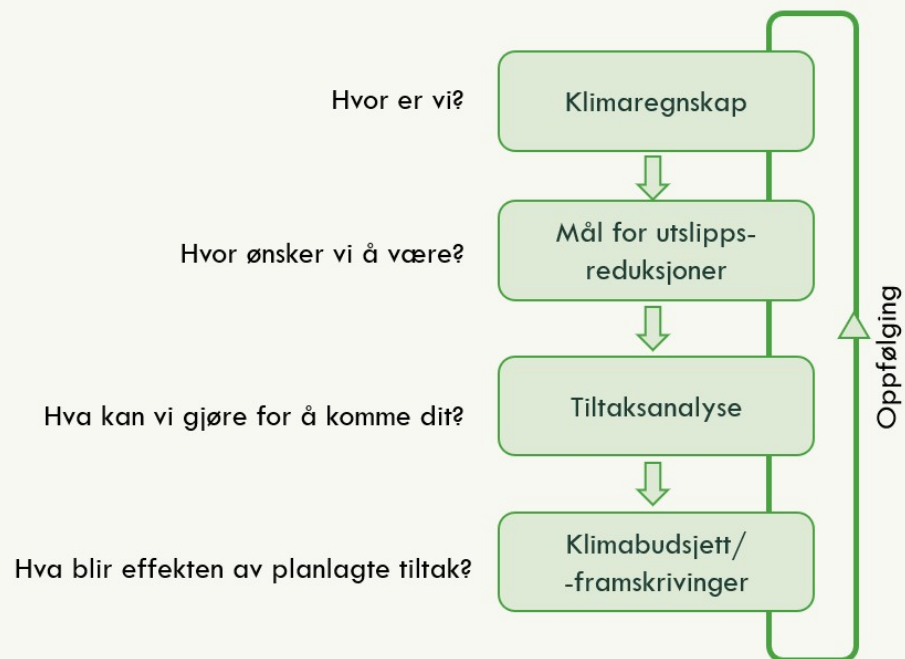 Hvor er vi?
Klimaregnskap
Hvor ønsker vi å være?
Mål for utslipps-
reduksjoner
Hva kan vi gjøre for å komme dit?
Tiltaksanalyse
Hva blir effekten av planlagte tiltak?
Klimabudsjett/
-framskrivinger
Oppfølging